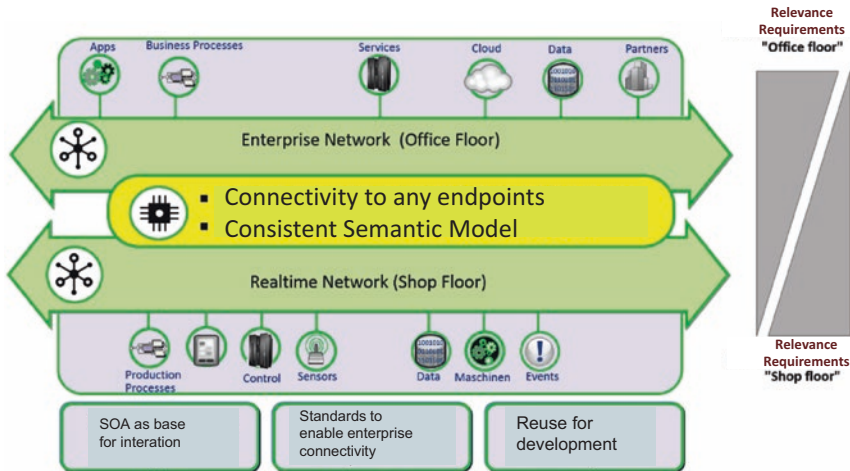 Relevance
Requirements
"Office floor"
Apps
Business Processes
Services
Cloud
Data
Partners
Enterprise Network (Office Floor)
▪ Connectivity to any endpoints
▪ Consistent Semantic Model
Realtime Network (Shop Floor)
Production
Processes
Control
Sensors
Data
Maschinen
Events
Relevance
Requirements
"Shop floor"
SOA as base
for interation
Standards to
enable enterprise
connectivity
Reuse for
development